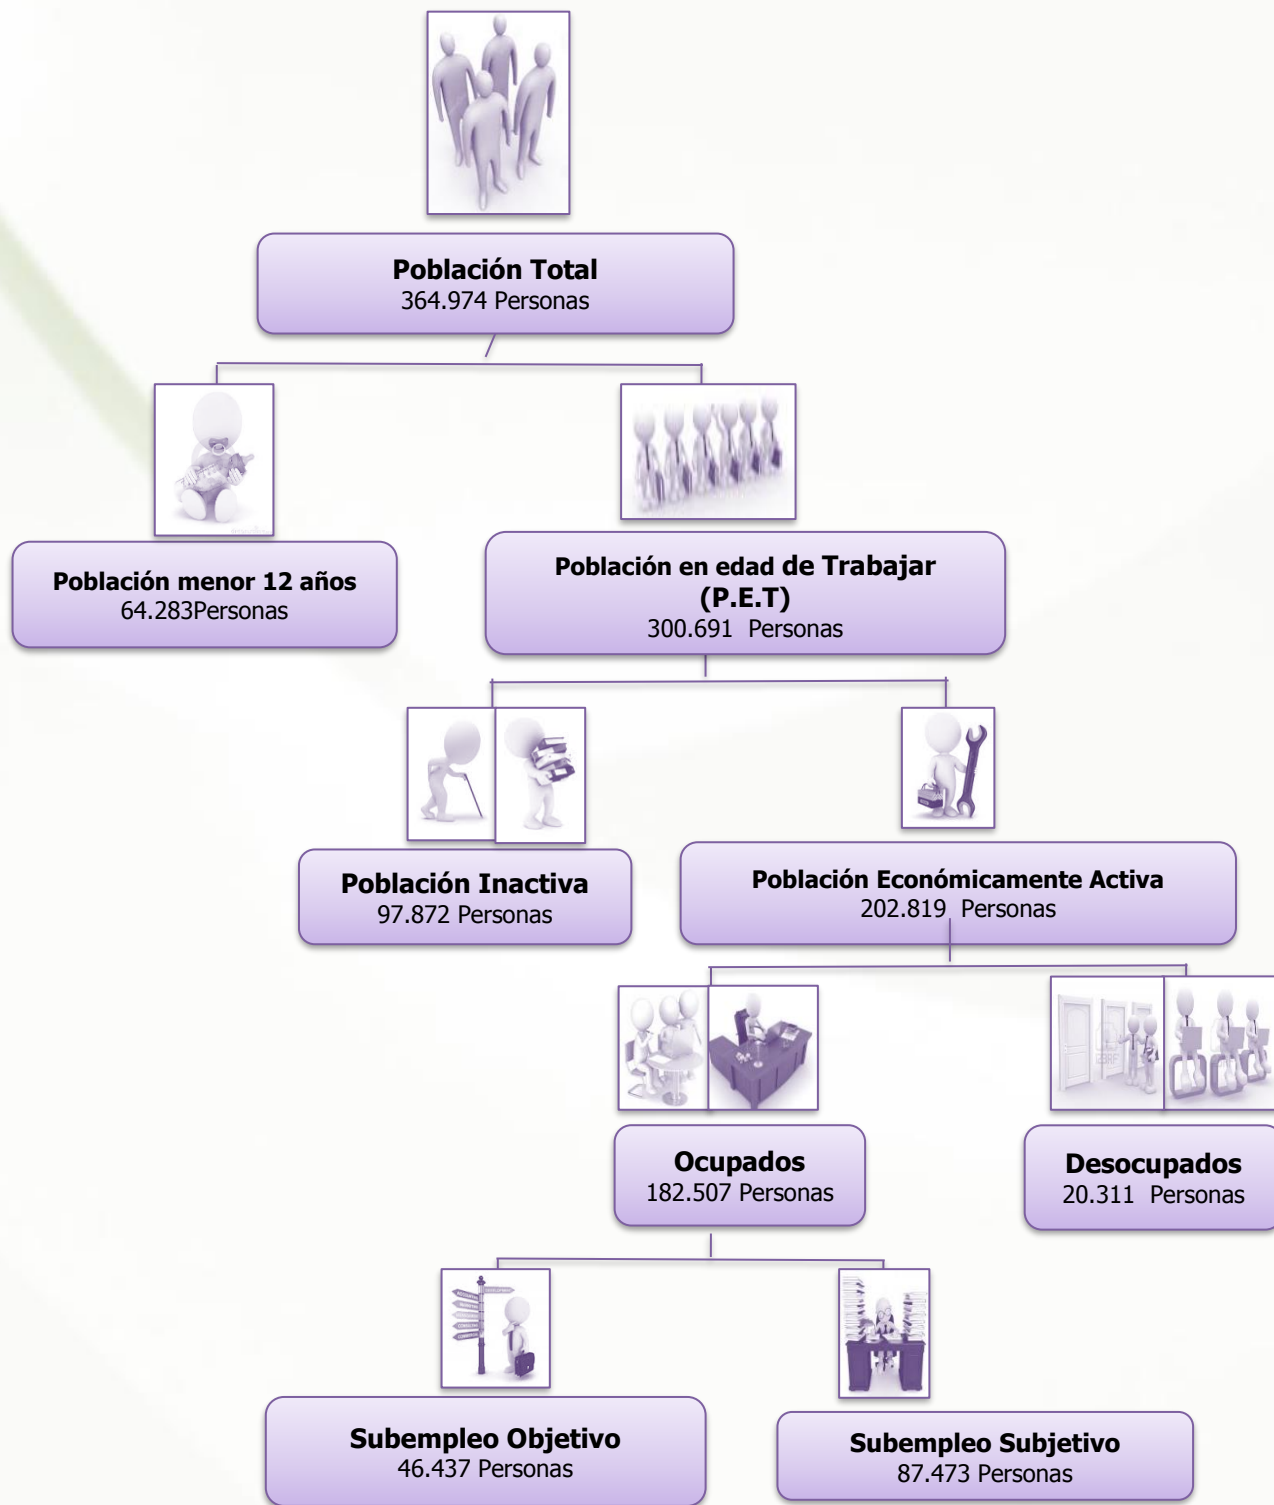 Población Total
364.974 Personas
Población menor 12 años
64.283Personas
Población en edad de Trabajar
(P.E.T)
300.691 Personas
Población Inactiva
97.872 Personas
Población Económicamente Activa
202.819 Personas
Ocupados
182.507 Personas
Desocupados
20.311 Personas
Subempleo Objetivo
46.437 Personas
Subempleo Subjetivo
87.473 Personas